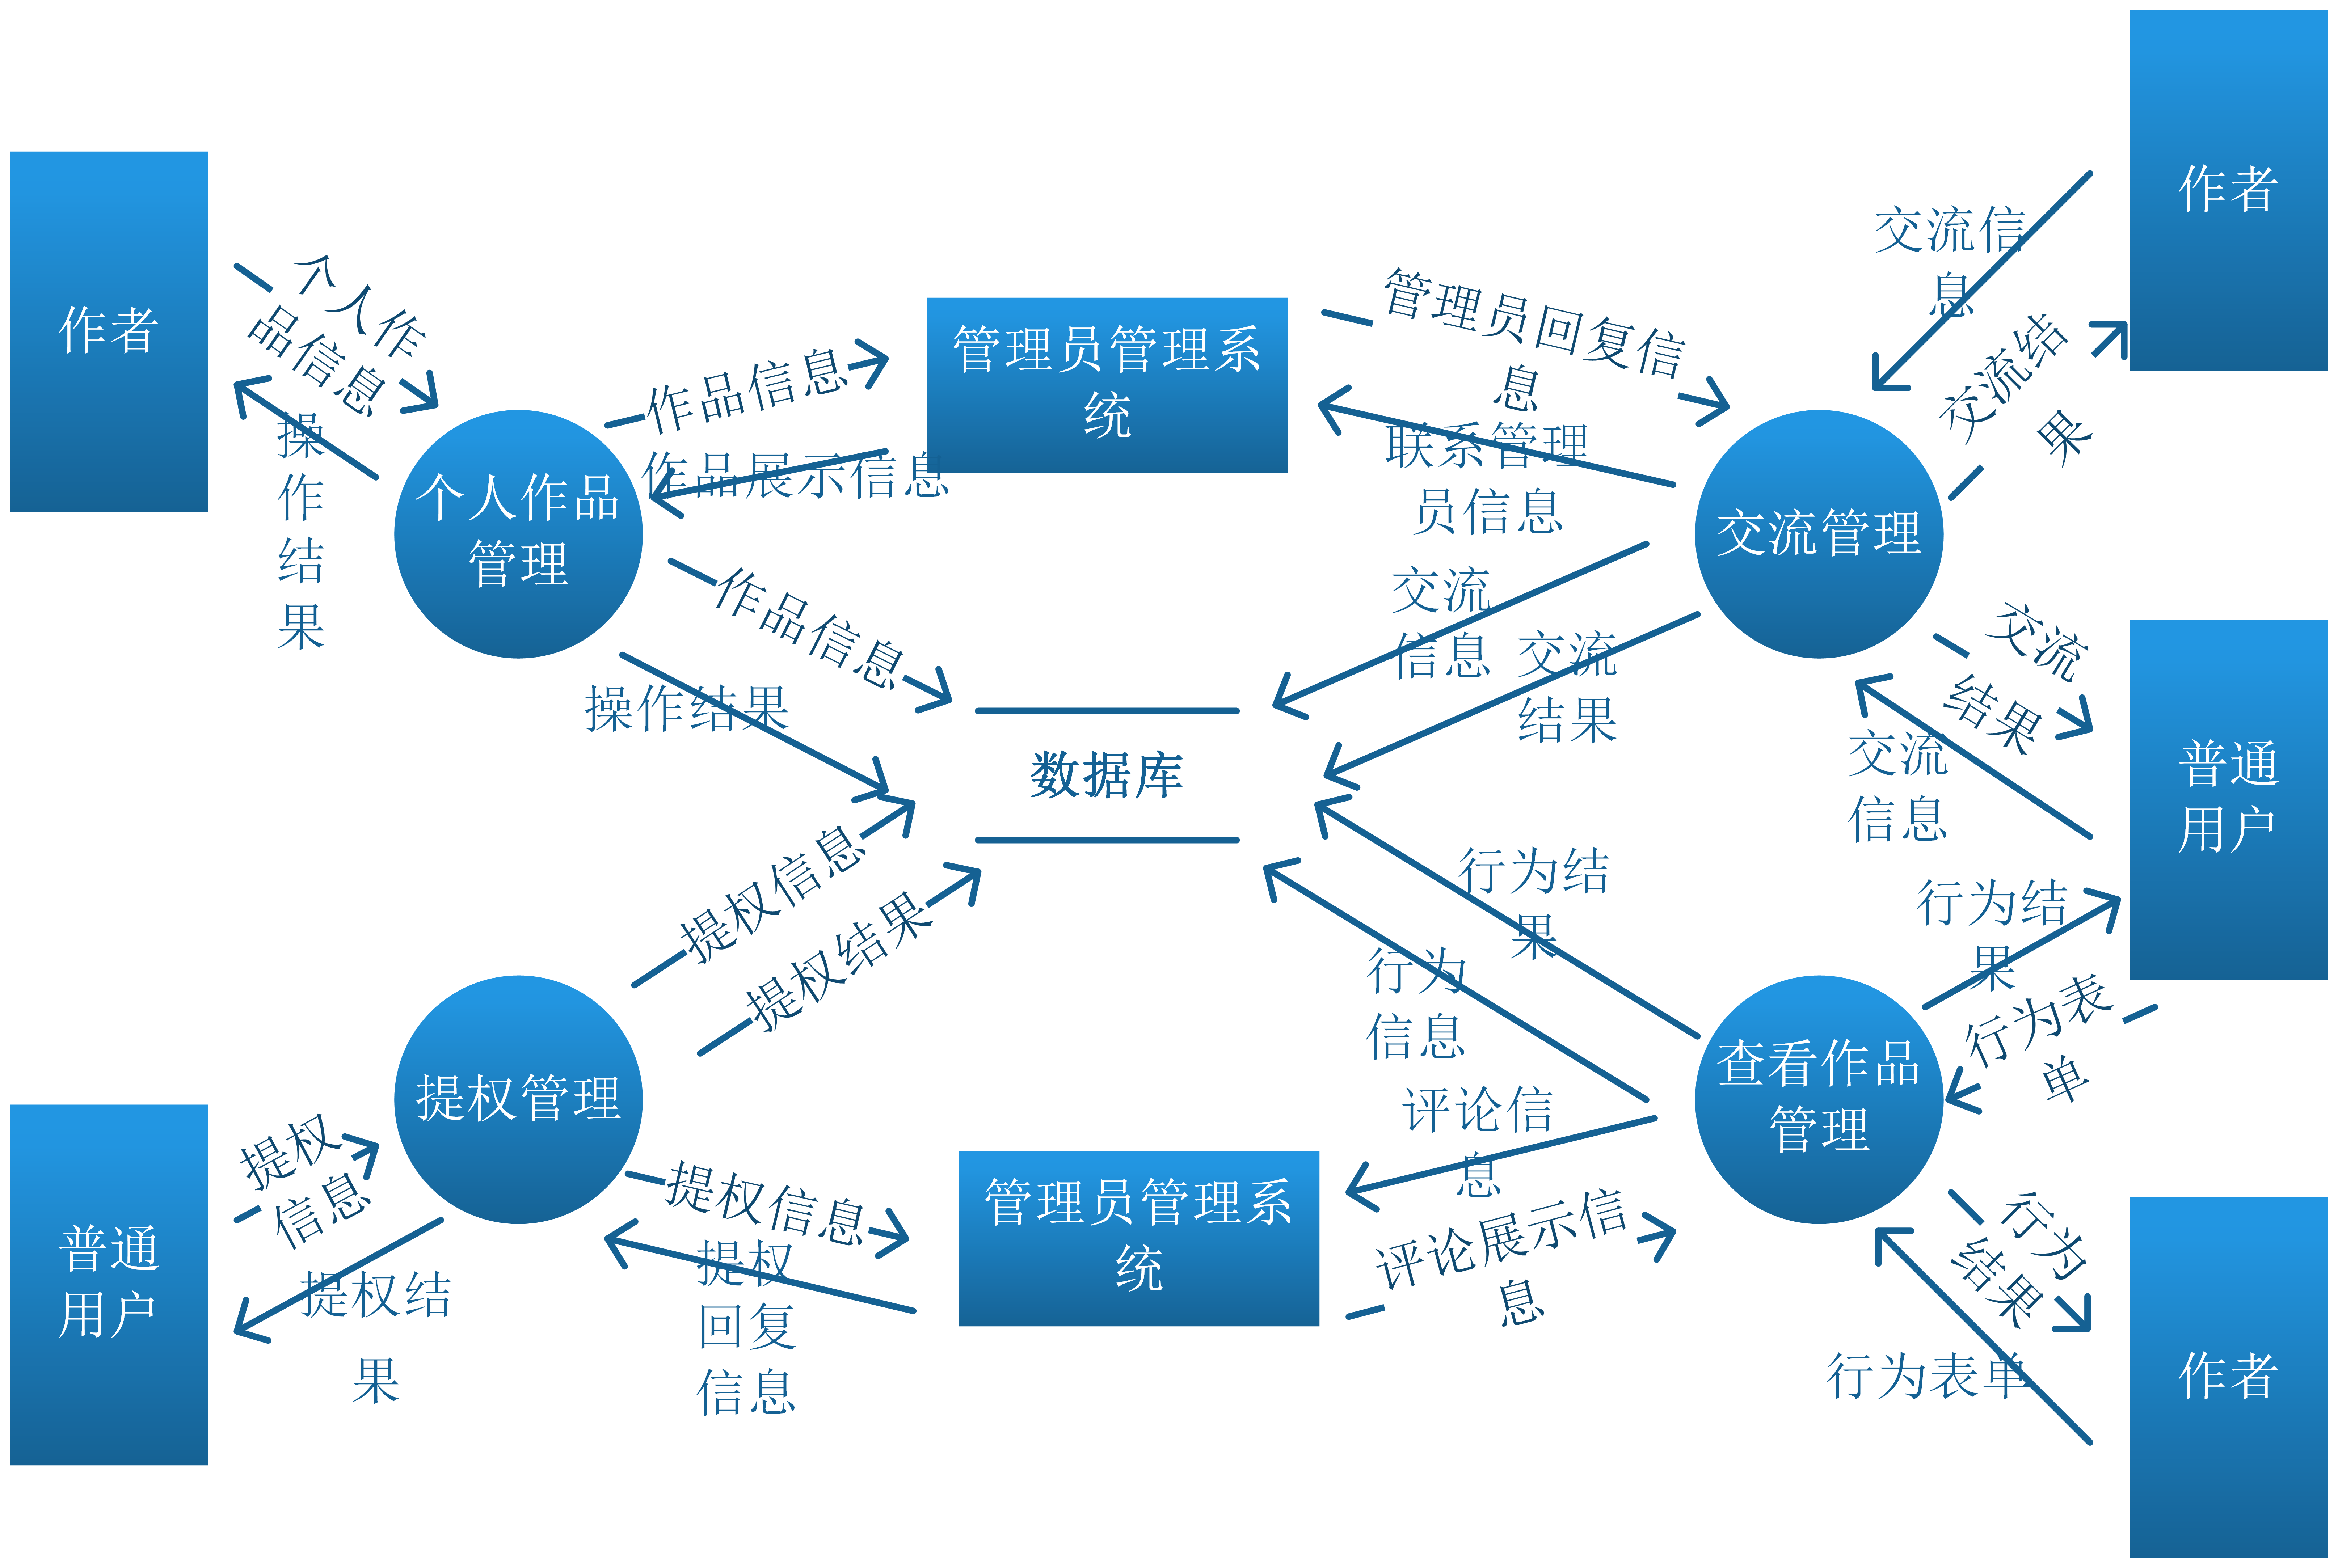 作者
个人作
品信息
操
作
结
果
个人作品
管理
作品信息
作品展示信息
管理员管理系
统
管理员回复信
息
联系管理
员信息
交流管理
交流信
息
交流结
果
作者
作品信息
操作结果
交流
信息
交流
结果
交流
结果
交流
信息
普通
用户
数据库
提权信息
提权结果
行为结
果
行为
信息
行为结
果
行为表
单
提权管理
查看作品
管理
普通
用户
提权
信息
提权结
果
提权信息
提权
回复
信息
管理员管理系
统
评论信
息
评论展示信
息
行为
结果
行为表单
作者